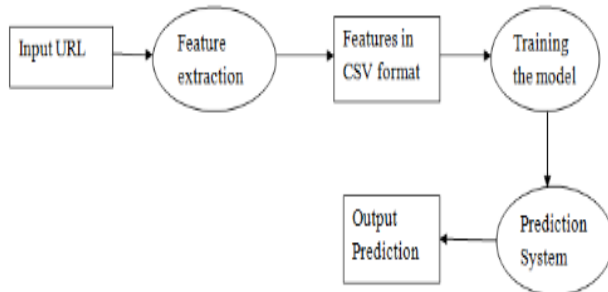 Input URL
Feature
extraction
Features in
CSV format
Training
the model
Prediction
System
Output
Prediction